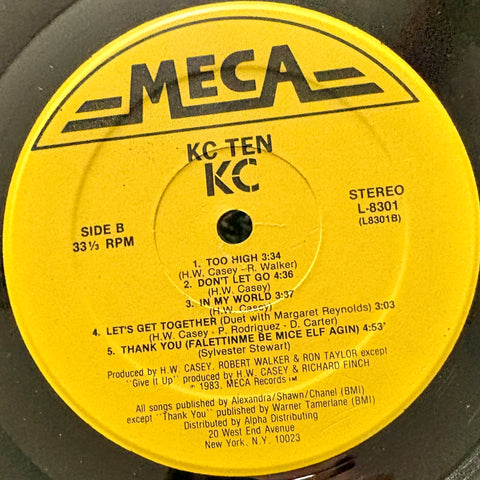 MECA
KC TEN
KC
SIDE B
33⅓ RPM
STEREO
L-8301
(L8301B)
1. TOO HIGH 3:34
(H.W. Casey - R. Walker)
2. DON'T LET GO 4:36
(H.W. Casey)
3. IN MY WORLD 3:37
(H.W. Casey)
4. LET'S GET TOGETHER (Duet with Margaret Reynolds) 3:03
(H.W. Casey - P. Rodriguez - D. Carter)
5. THANK YOU (FALETTINME BE MICE ELF AGIN) 4:53
(Sylvester Stewart)
Produced by H.W. CASEY, ROBERT WALKER & RON TAYLOR except
"Give It Up" produced by H.W. CASEY & RICHARD FINCH
© 1983, MECA Records TM
All songs published by Alexandra/Shawn/Chanel (BMI)
except "Thank You" published by Warner Tamerlane (BMI)
Distributed by Alpha Distributing
20 West End Avenue
New York, N.Y. 10023